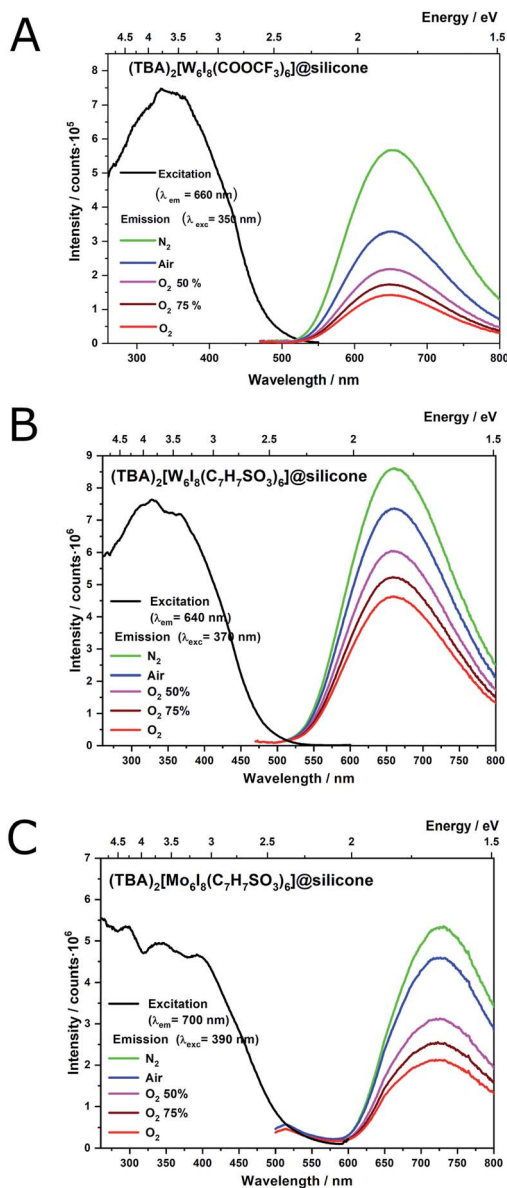 A
Energy / eV
4.5 4 3.5 3 2.5 2 1.5
(TBA)2[W6I8(COOCF3)6]@silicone
8
7
6
5
4
3
2
1
0
Intensity / counts·10^5
Excitation
(λ em = 660 nm)
Emission (λ exc = 350 nm)
N2
Air
O2 50 %
O2 75 %
O2
300 400 500 600 700 800
Wavelength / nm
B
Energy / eV
4.5 4 3.5 3 2.5 2 1.5
(TBA)2[W6I8(C7H7SO3)6]@silicone
9
8
7
6
5
4
3
2
1
0
Intensity / counts·10^6
Excitation
(λem = 640 nm)
Emission (λexc = 370 nm)
N2
Air
O2 50%
O2 75%
O2
300 350 400 450 500 550 600 650 700 750 800
Wavelength / nm
C
Energy / eV
4.5 4 3.5 3 2.5 2 1.5
(TBA)2[Mo6I8(C7H7SO3)6]@silicone
7
6
5
4
3
2
1
0
Intensity / counts·10^6
Excitation
(λem= 700 nm)
Emission (λexc= 390 nm)
N2
Air
O2 50%
O2 75%
O2
300 350 400 450 500 550 600 650 700 750 800
Wavelength / nm